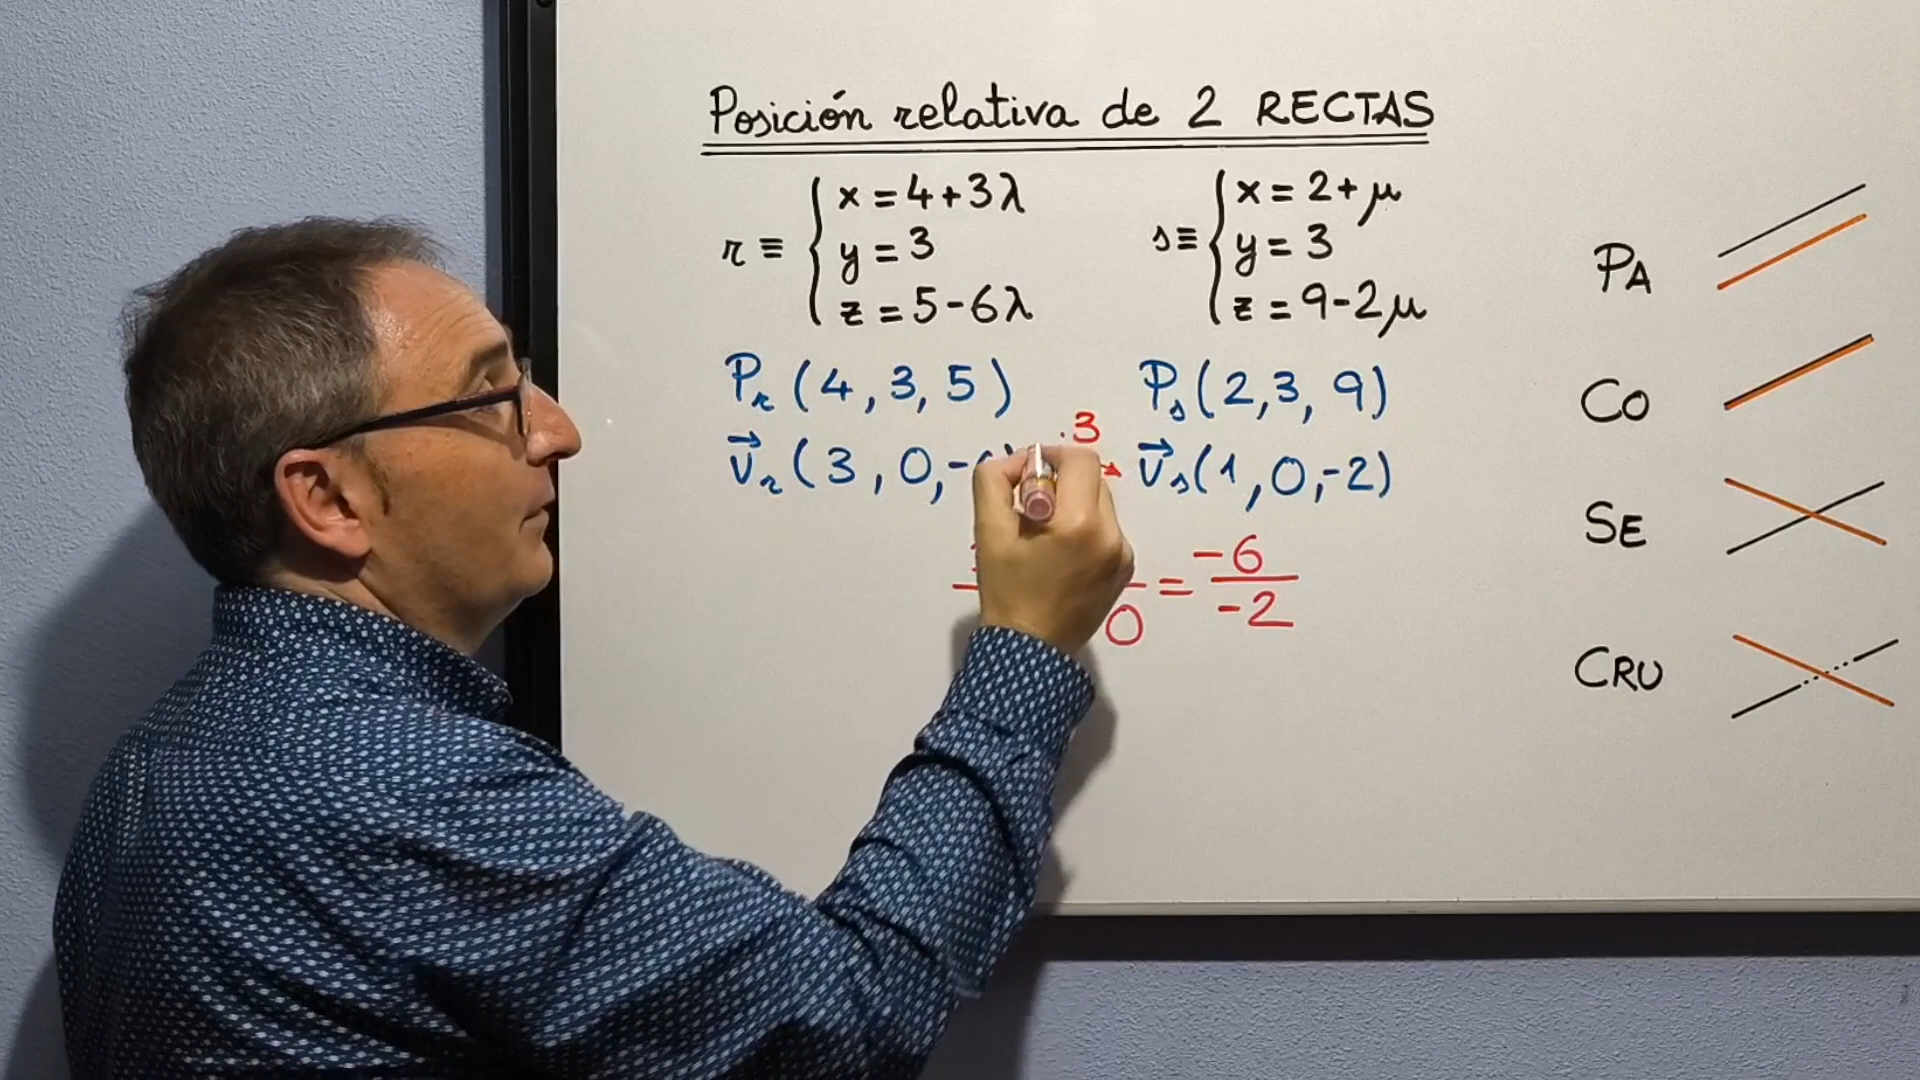 Posición relativa de 2 RECTAS
r ≡ { x = 4 + 3λ
y = 3
z = 5 - 6λ
s ≡ { x = 2 + μ
y = 3
z = 9 - 2μ
Pr (4, 3, 5)
Ps (2, 3, 9)
·3
v⃗r (3, 0, -
v⃗s (1, 0, -2)
0 = -6/-2
PA
CO
SE
CRU